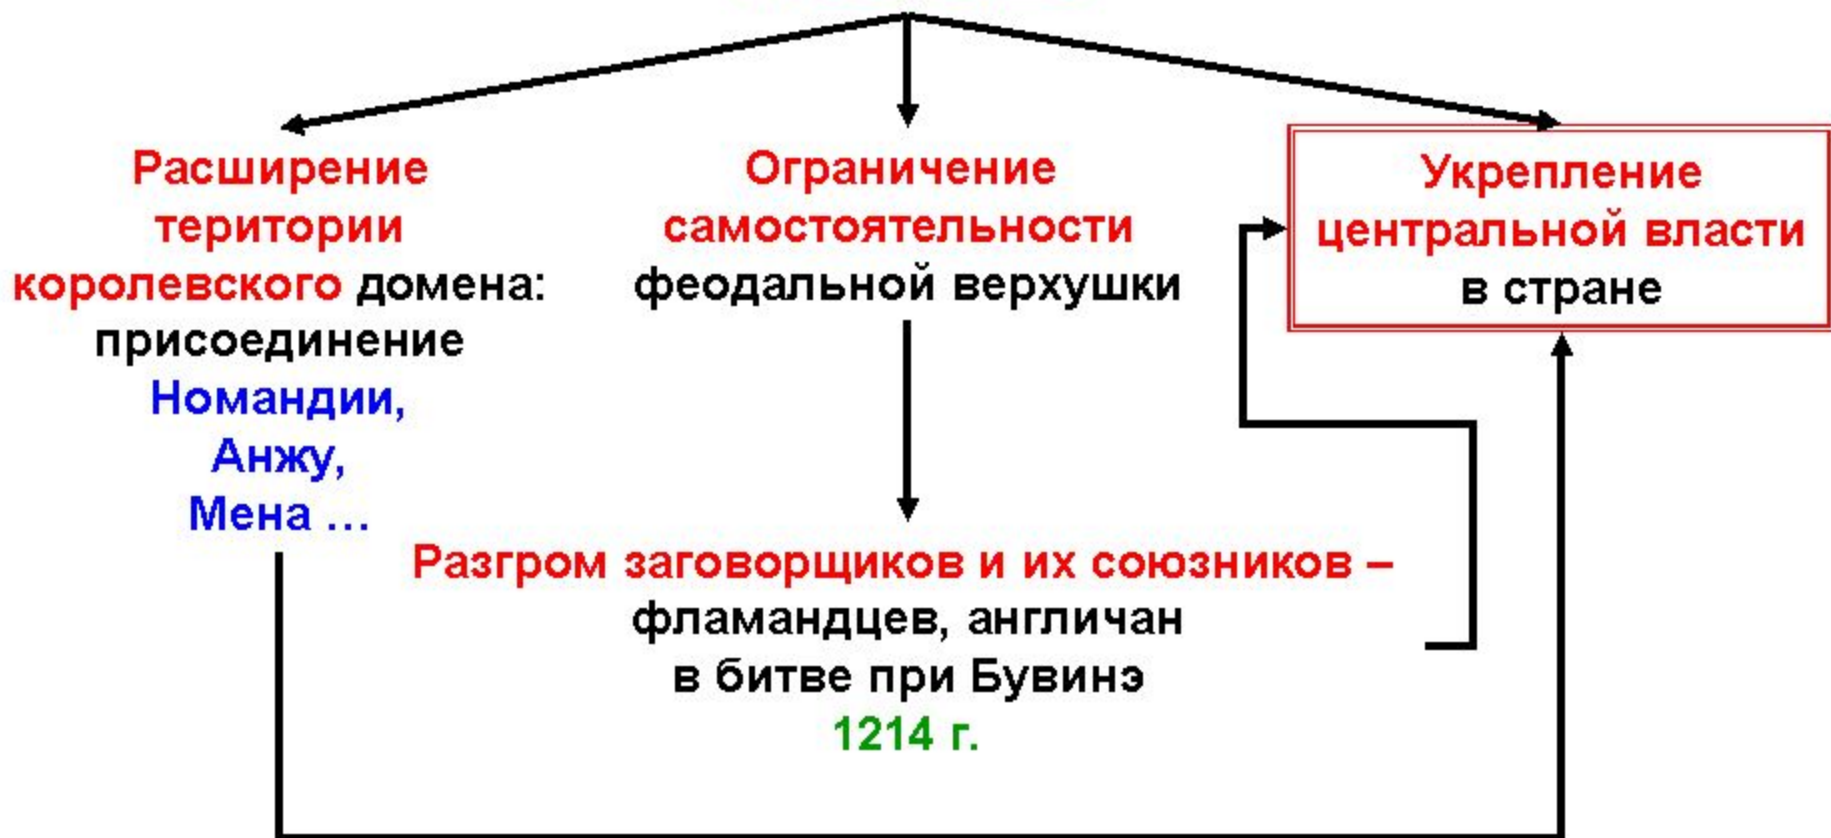 Расширение
територии
королевского домена:
присоединение
Номандии,
Анжу,
Мена ...
Ограничение
самостоятельности
феодальной верхушки
Разгром заговорщиков и их союзников –
фламандцев, англичан
в битве при Бувинэ
1214 г.
Укрепление
центральной власти
в стране